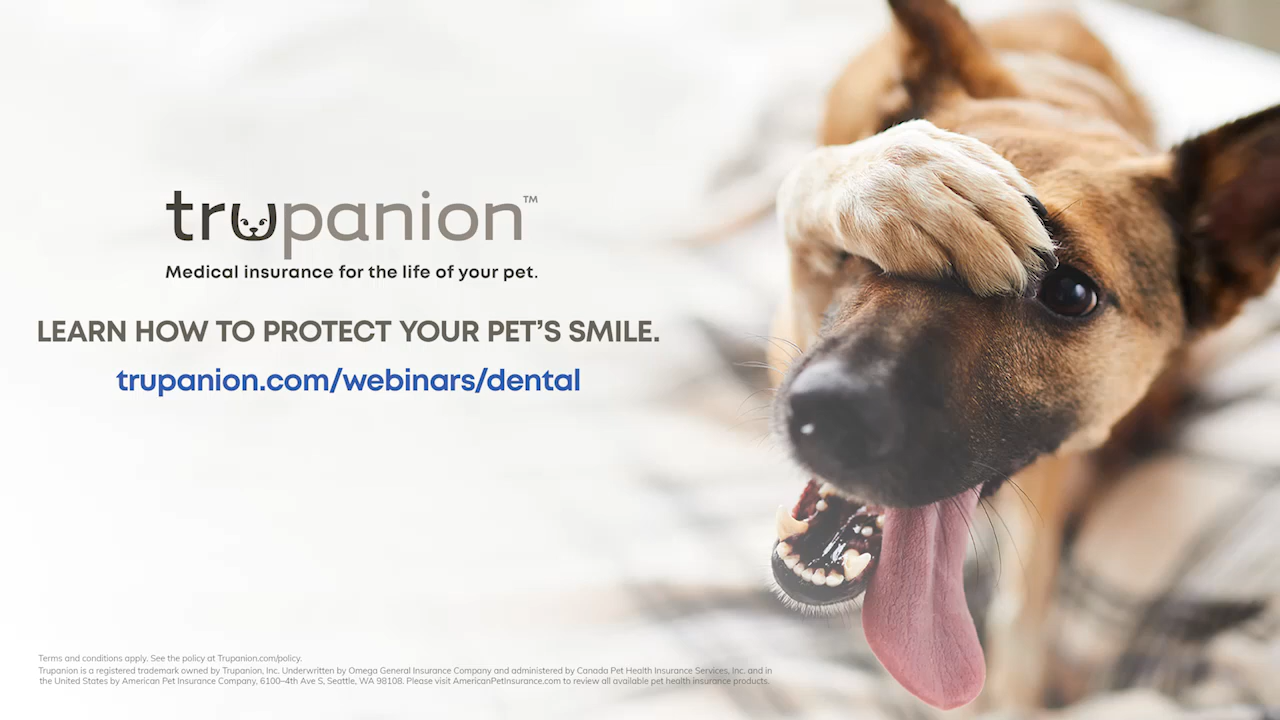 trupanion™
Medical insurance for the life of your pet.
LEARN HOW TO PROTECT YOUR PET’S SMILE.
trupanion.com/webinars/dental
Terms and conditions apply. See the policy at Trupanion.com/policy.
Trupanion is a registered trademark owned by Trupanion, Inc. Underwritten by Omega General Insurance Company and administered by Canada Pet Health Insurance Services, Inc. and in
the United States by American Pet Insurance Company, 6100–4th Ave S, Seattle, WA 98108. Please visit AmericanPetInsurance.com to review all available pet health insurance products.